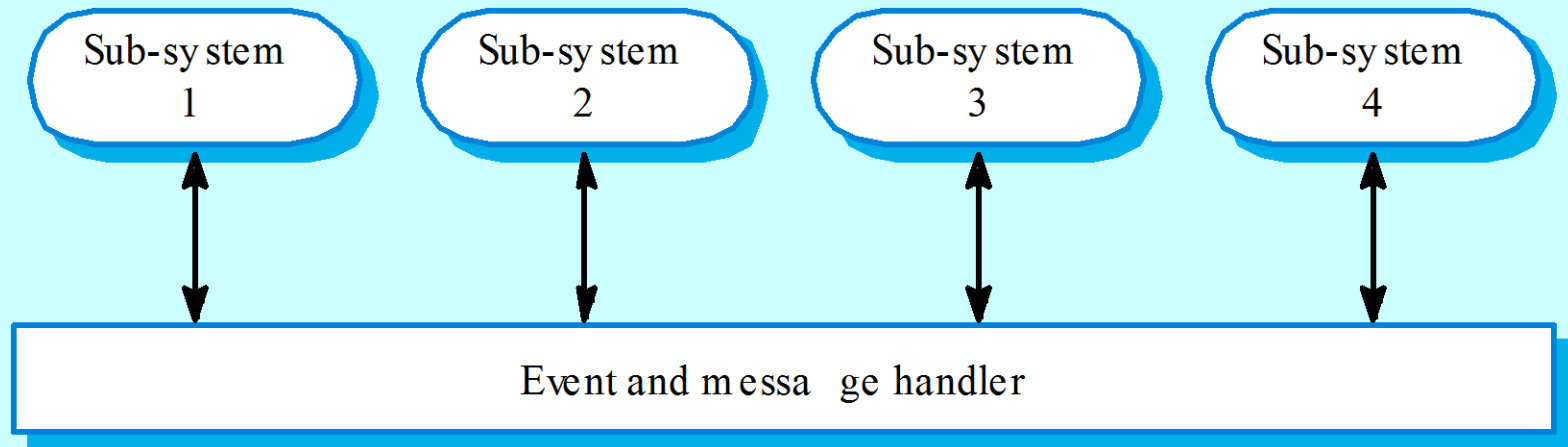 Sub-sy stem
1
Sub-sy stem
2
Sub-sy stem
3
Sub-sy stem
4
Event and m essa ge handler